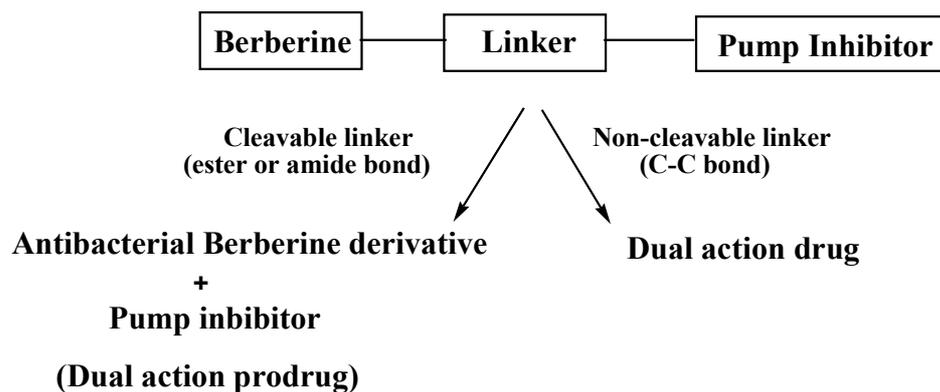 Berberine Linker Pump Inhibitor
Cleavable linker
(ester or amide bond)
Non-cleavable linker
(C-C bond)
Antibacterial Berberine derivative
+
Pump inbibitor
(Dual action prodrug)
Dual action drug